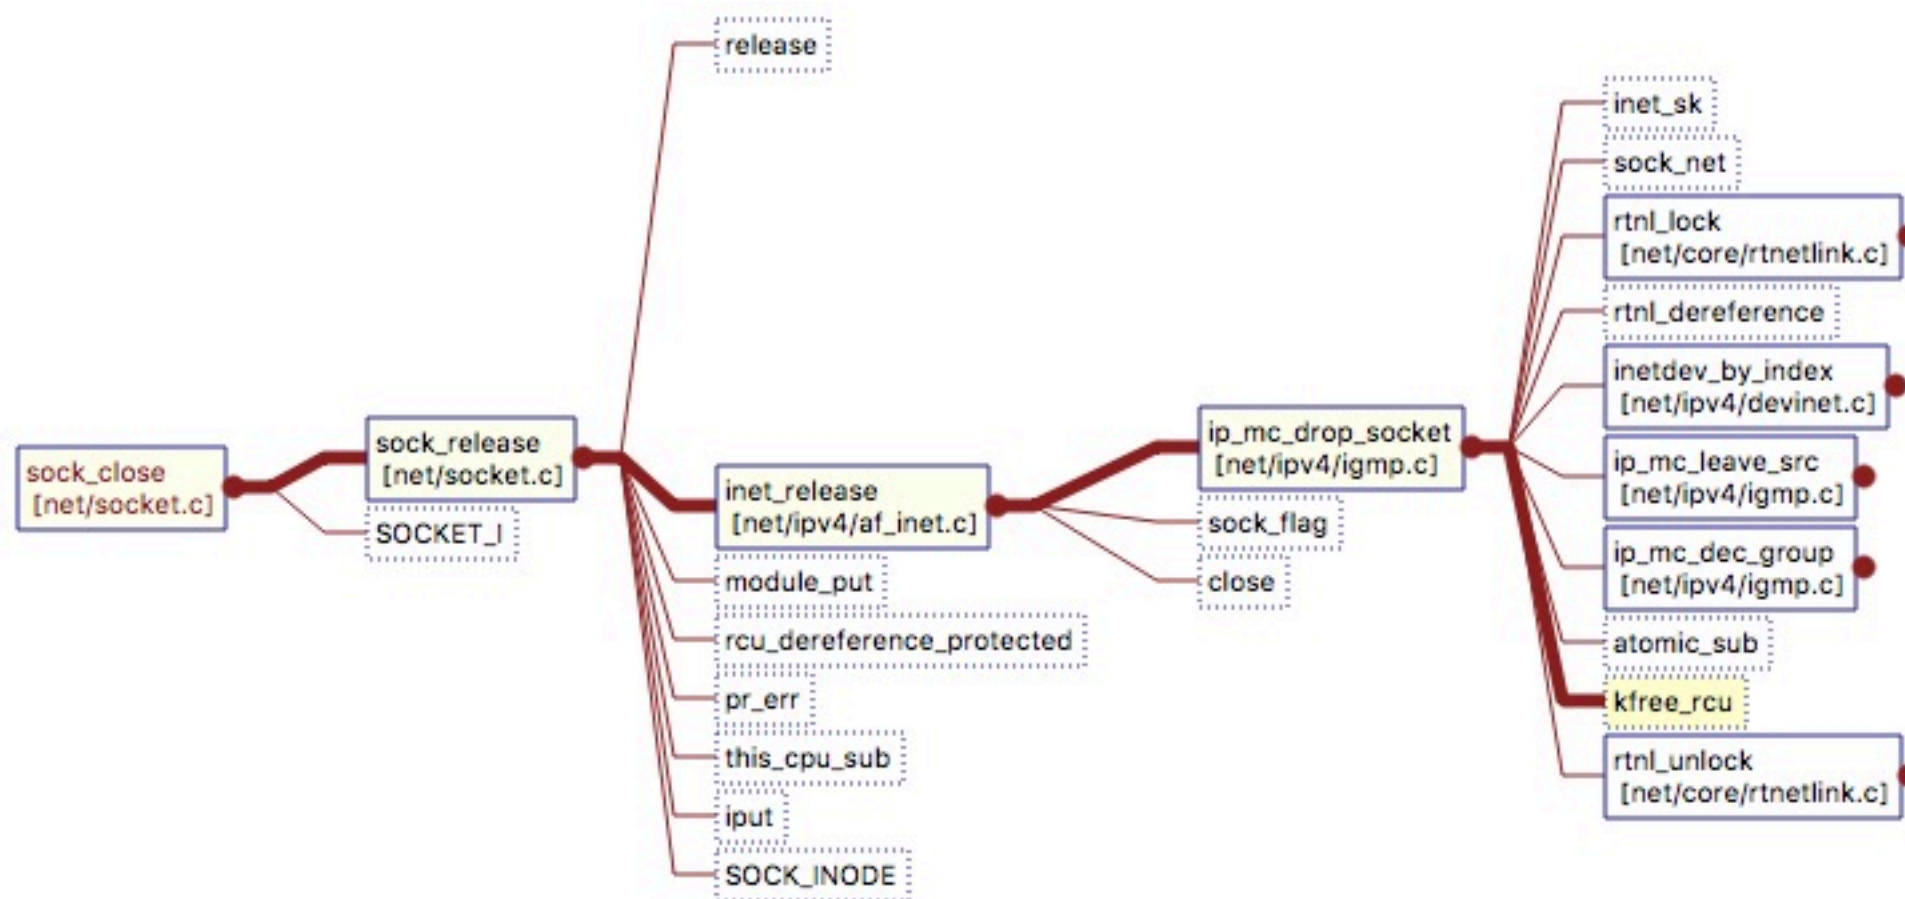 sock_close
[net/socket.c]
sock_release
[net/socket.c]
SOCKET_I
release
inet_release
[net/ipv4/af_inet.c]
module_put
rcu_dereference_protected
pr_err
this_cpu_sub
iput
SOCK_INODE
ip_mc_drop_socket
[net/ipv4/igmp.c]
sock_flag
close
inet_sk
sock_net
rtnl_lock
[net/core/rtnetlink.c]
rtnl_dereference
inetdev_by_index
[net/ipv4/devinet.c]
ip_mc_leave_src
[net/ipv4/igmp.c]
ip_mc_dec_group
[net/ipv4/igmp.c]
atomic_sub
kfree_rcu
rtnl_unlock
[net/core/rtnetlink.c]